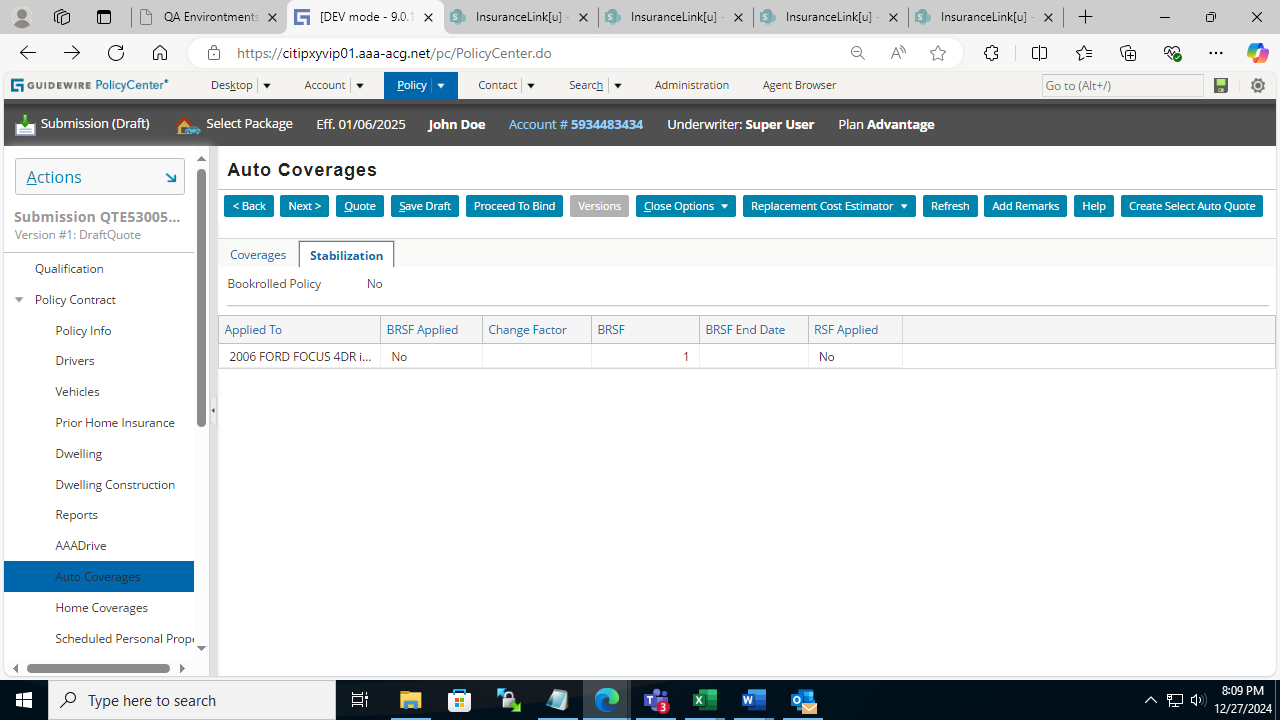 QA Environtments
[DEV mode - 9.0.1
InsuranceLink[u] -
InsuranceLink[u] -
InsuranceLink[u] -
InsuranceLink[u] -
https://citipxyvip01.aaa-acg.net/pc/PolicyCenter.do
GUIDEWIRE PolicyCenter
Desktop
Account
Policy
Contact
Search
Administration
Agent Browser
Go to (Alt+/)
Submission (Draft)
Select Package
Eff. 01/06/2025
John Doe
Account # 5934483434
Underwriter: Super User
Plan Advantage
Actions
Submission QTE53005...
Version #1: DraftQuote
Qualification
Policy Contract
Policy Info
Drivers
Vehicles
Prior Home Insurance
Dwelling
Dwelling Construction
Reports
AAADrive
Auto Coverages
Home Coverages
Scheduled Personal Prope
Auto Coverages
< Back
Next >
Quote
Save Draft
Proceed To Bind
Versions
Close Options
Replacement Cost Estimator
Refresh
Add Remarks
Help
Create Select Auto Quote
Coverages
Stabilization
Bookrolled Policy No
Applied To BRSF Applied Change Factor BRSF BRSF End Date RSF Applied
2006 FORD FOCUS 4DR i... No 1 No
Type here to search
3
8:09 PM
12/27/2024